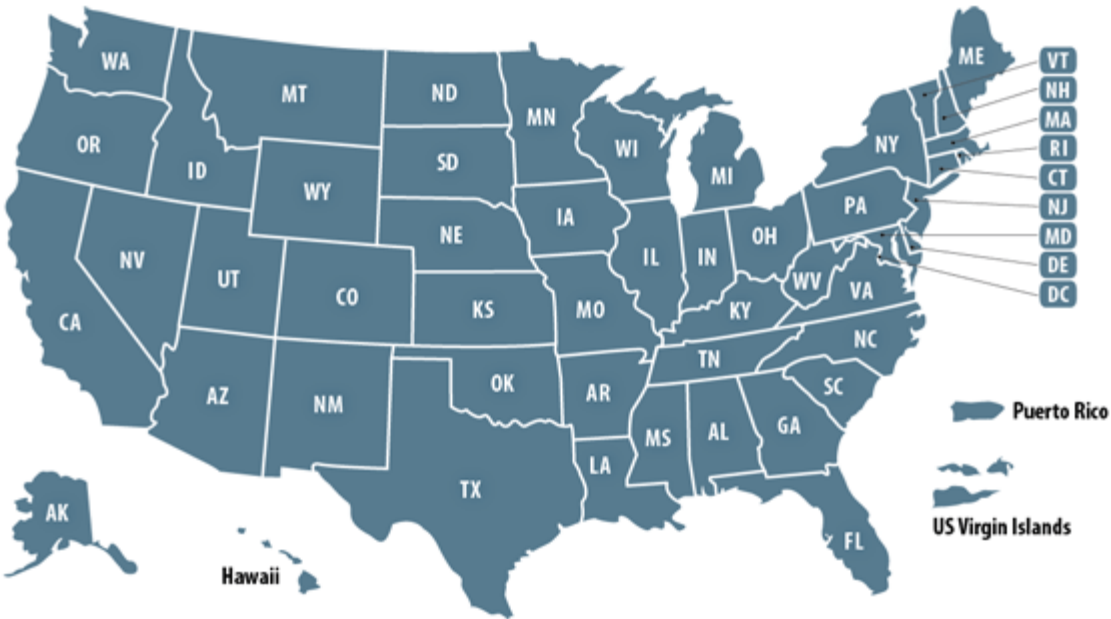 WA
MT
ND
MN
ME
VT
NH
MA
RI
CT
NJ
MD
DE
DC
OR
ID
SD
WI
NY
WY
MI
IA
PA
NE
NV
UT
CO
IL
IN
OH
WV
VA
KS
MO
KY
CA
NC
TN
AZ
NM
OK
AR
SC
MS
AL
GA
Puerto Rico
LA
TX
AK
FL
US Virgin Islands
Hawaii